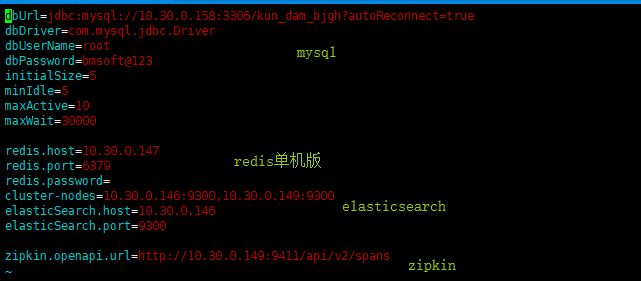 dbUrl=jdbc:mysql://10.30.0.158:3306/kun_dam_bjgh?autoReconnect=true
dbDriver=com.mysql.jdbc.Driver
dbUserName=root
mysql
dbPassword=bmsoft@123
initialSize=5
minIdle=5
maxActive=10
maxWait=30000
redis.host=10.30.0.147
redis单机版
redis.port=6379
redis.password=
cluster-nodes=10.30.0.146:9300,10.30.0.149:9300
elasticsearch
elasticSearch.host=10.30.0.146
elasticSearch.port=9300
zipkin.openapi.url=http://10.30.0.149:9411/api/v2/spans
zipkin
~